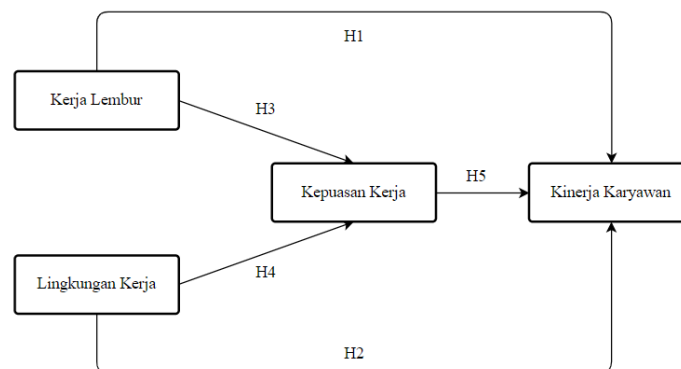 H1
Kerja Lembur
H3
Kepuasan Kerja
H5
Kinerja Karyawan
Lingkungan Kerja
H4
H2